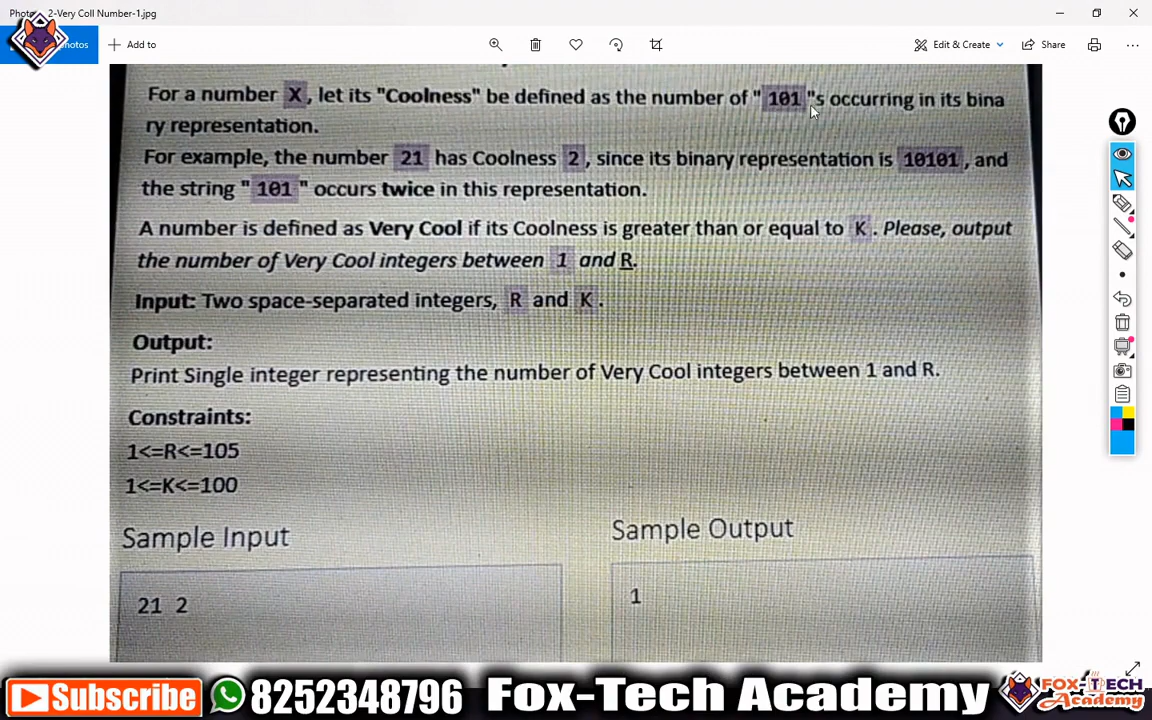 Photos - 2-Very Coll Number-1.jpg
photos
Add to
Edit & Create
Share
For a number X, let its "Coolness" be defined as the number of "101"s occurring in its bina
ry representation.
For example, the number 21 has Coolness 2, since its binary representation is 10101, and
the string "101" occurs twice in this representation.
A number is defined as Very Cool if its Coolness is greater than or equal to K. Please, output
the number of Very Cool integers between 1 and R.
Input: Two space-separated integers, R and K.
Output:
Print Single integer representing the number of Very Cool integers between 1 and R.
Constraints:
1<=R<=105
1<=K<=100
Sample Input
Sample Output
21 2
1
Subscribe
8252348796
Fox-Tech Academy
FOX-TECH
Academy